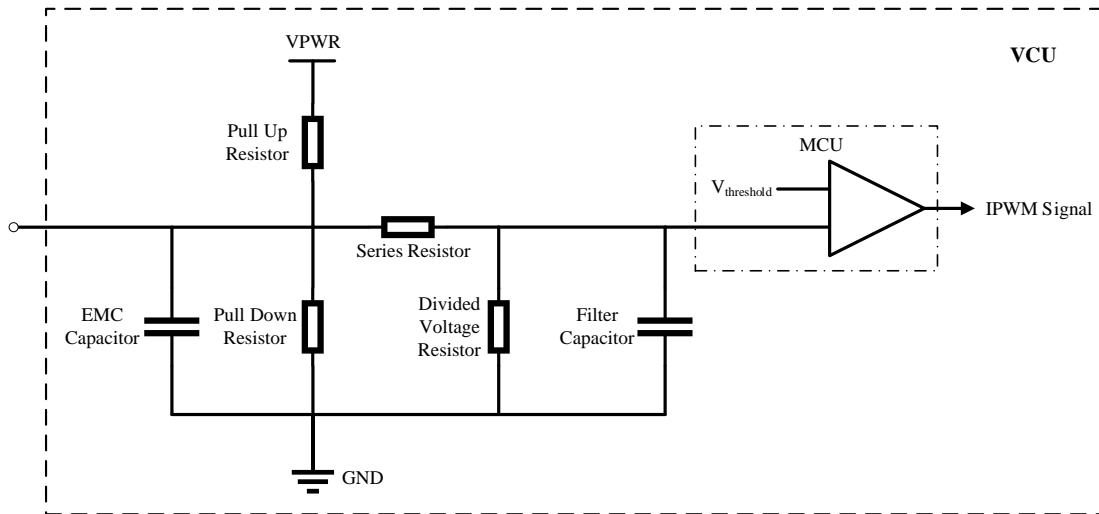 VPWR
VCU
Pull Up
Resistor
MCU
Vthreshold
IPWM Signal
Series Resistor
EMC
Capacitor
Pull Down
Resistor
Divided
Voltage
Resistor
Filter
Capacitor
GND